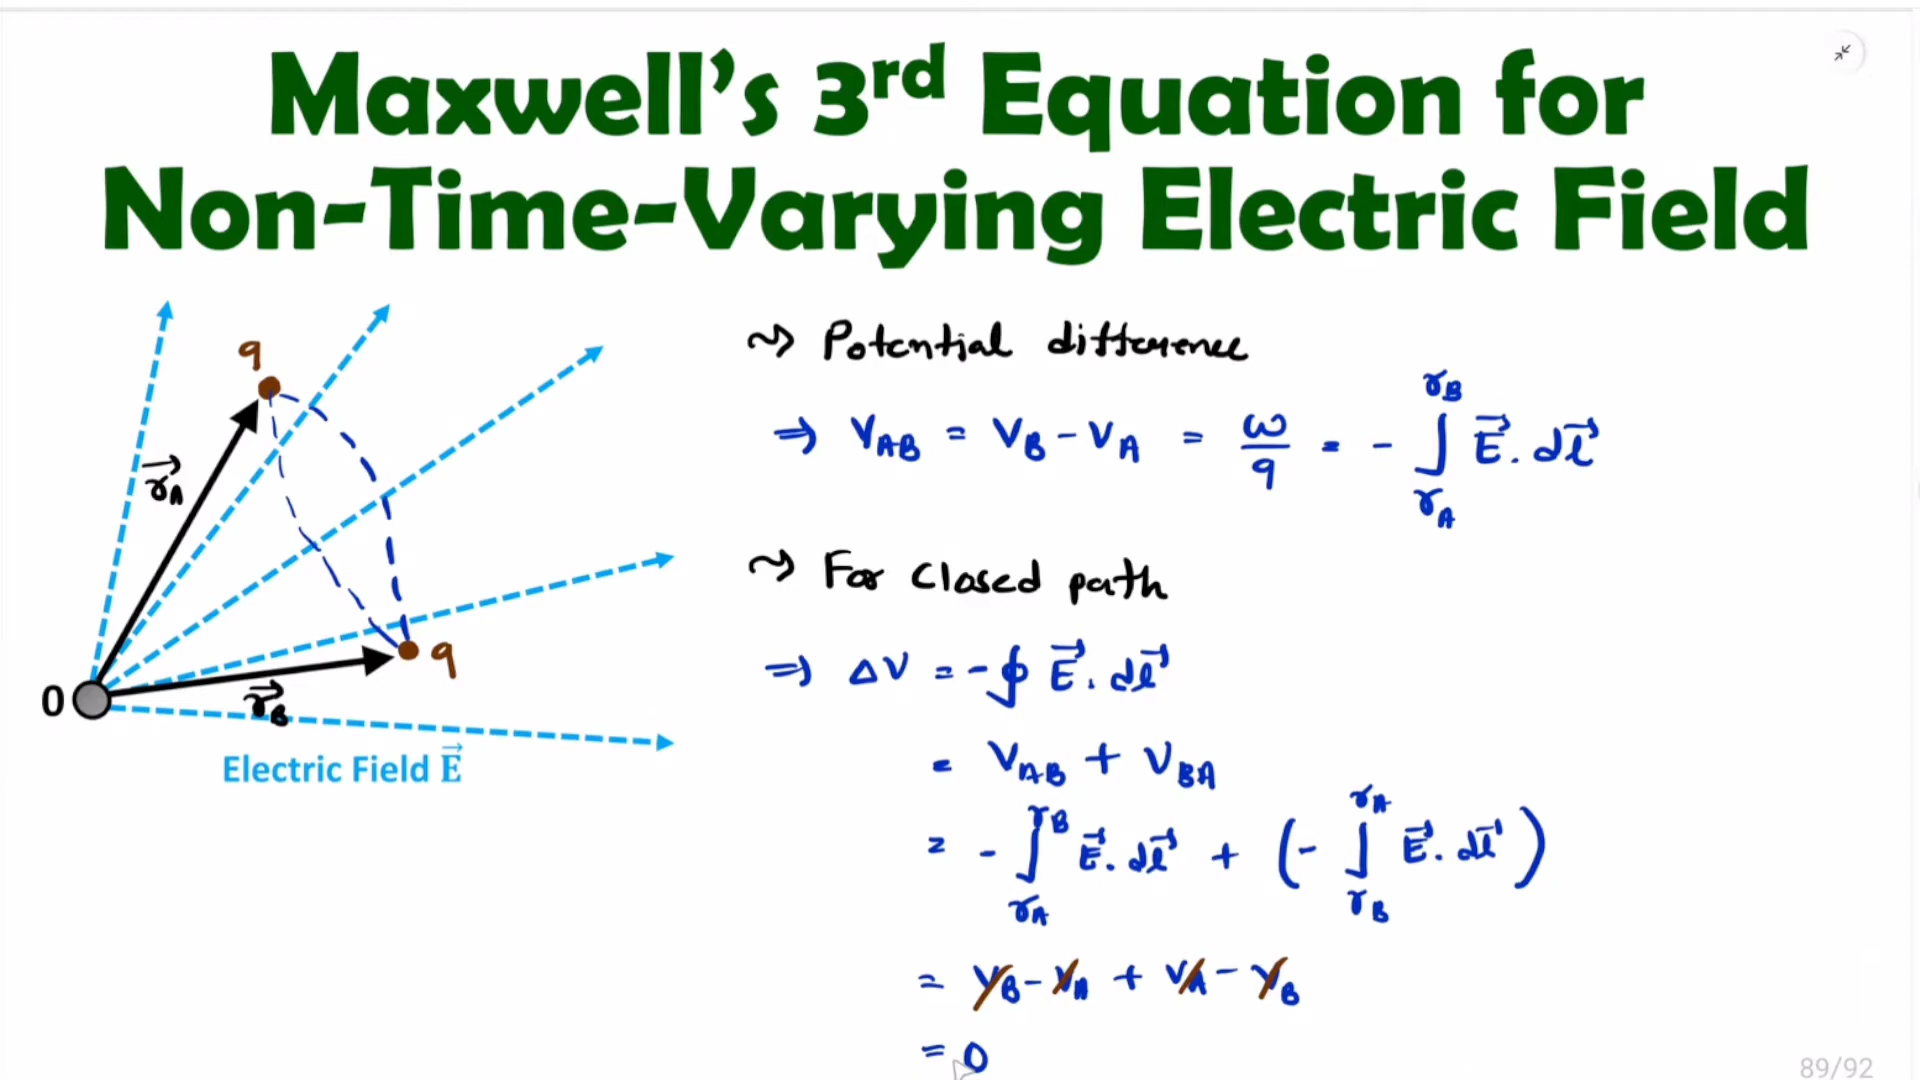 Maxwell's 3rd Equation for
Non-Time-Varying Electric Field
q
r⃗A
O
r⃗B
q
Electric Field E⃗
~> Potential difference
⇒ VAB = VB - VA = ω/q = - ∫_{rA}^{rB} E⃗ . dl⃗
~> For closed path
⇒ ΔV = - ∮ E⃗ . dl⃗
= VAB + VBA
= - ∫_{rA}^{rB} E⃗ . dl⃗ + (- ∫_{rB}^{rA} E⃗ . dl⃗)
= VB - VA + VA - VB
= 0
89/92